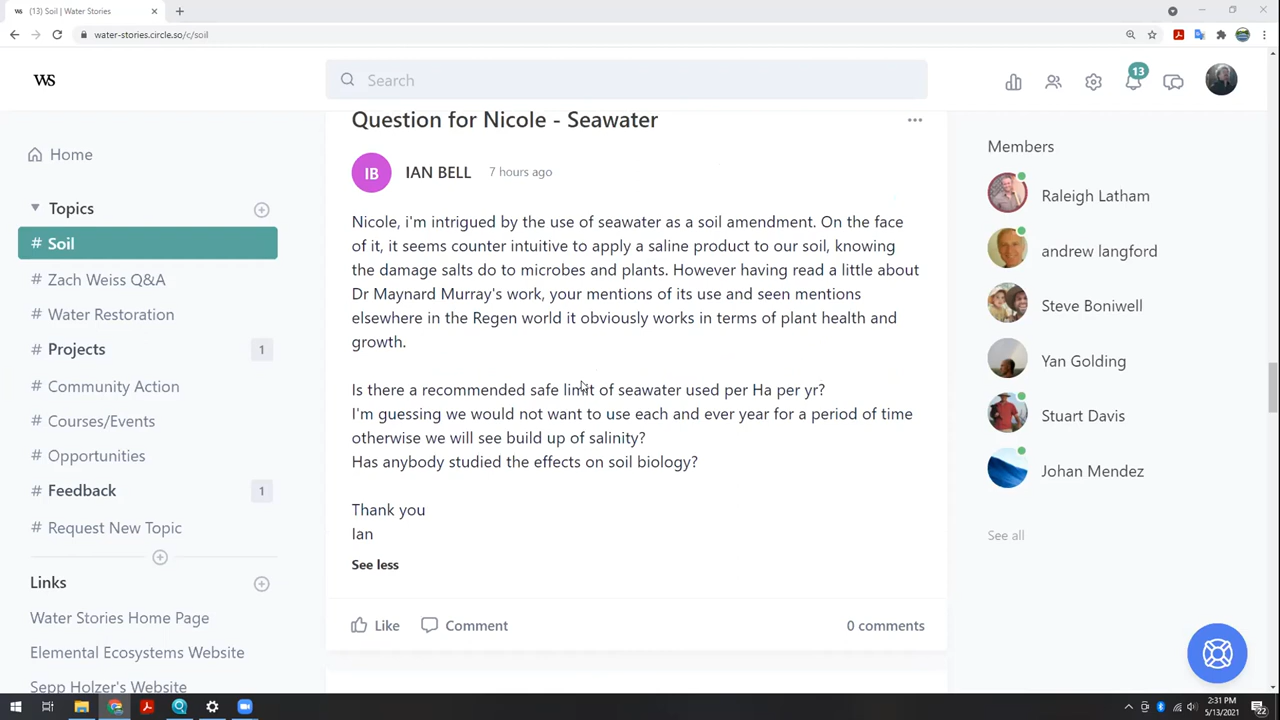 (13) Soil | Water Stories
water-stories.circle.so/c/soil
WS
Search
13
Home
Topics
# Soil
# Zach Weiss Q&A
# Water Restoration
# Projects 1
# Community Action
# Courses/Events
# Opportunities
# Feedback 1
# Request New Topic
Links
Water Stories Home Page
Elemental Ecosystems Website
Sepp Holzer's Website
Question for Nicole - Seawater
IB
IAN BELL 7 hours ago
Nicole, i'm intrigued by the use of seawater as a soil amendment. On the face
of it, it seems counter intuitive to apply a saline product to our soil, knowing
the damage salts do to microbes and plants. However having read a little about
Dr Maynard Murray's work, your mentions of its use and seen mentions
elsewhere in the Regen world it obviously works in terms of plant health and
growth.
Is there a recommended safe limit of seawater used per Ha per yr?
I'm guessing we would not want to use each and ever year for a period of time
otherwise we will see build up of salinity?
Has anybody studied the effects on soil biology?
Thank you
Ian
See less
Like Comment 0 comments
Members
Raleigh Latham
andrew langford
Steve Boniwell
Yan Golding
Stuart Davis
Johan Mendez
See all
2:31 PM
5/13/2021
22